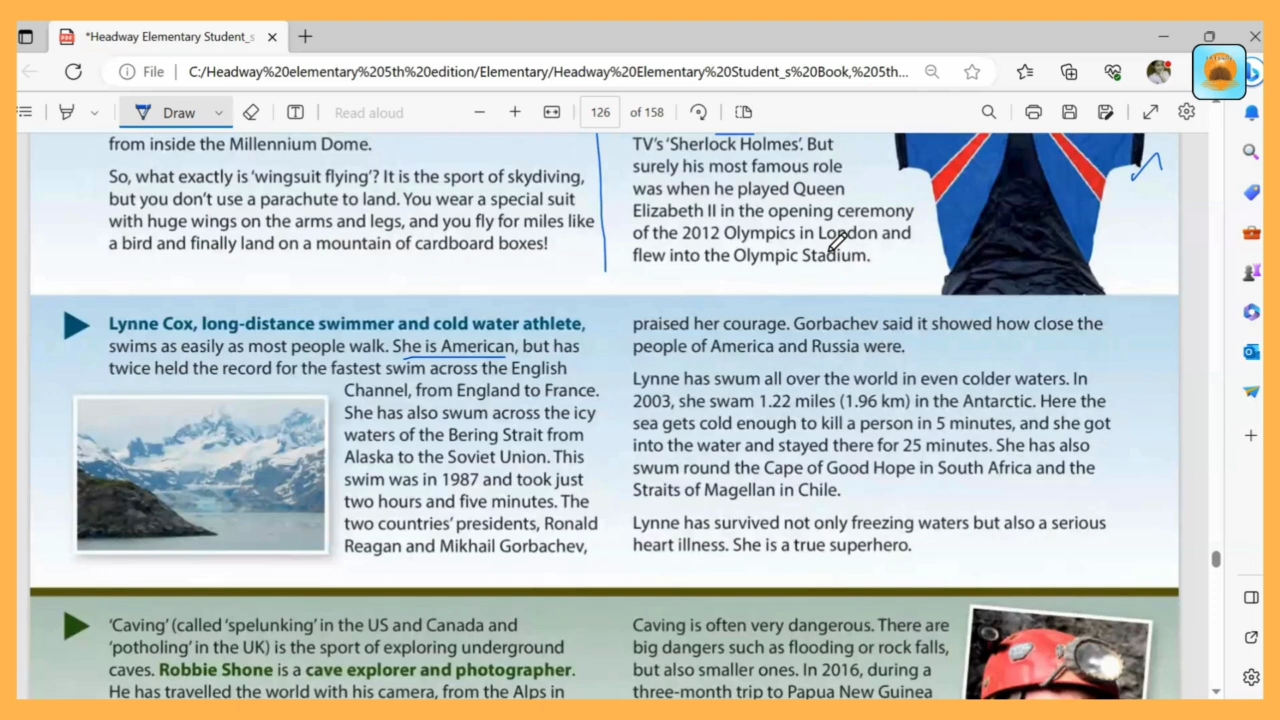 *Headway Elementary Student_s
File
C:/Headway%20elementary%205th%20edition/Elementary/Headway%20Elementary%20Student_s%20Book,%205th...
Draw
Read aloud
126
of 158
from inside the Millennium Dome.
So, what exactly is ‘wingsuit flying’? It is the sport of skydiving,
but you don’t use a parachute to land. You wear a special suit
with huge wings on the arms and legs, and you fly for miles like
a bird and finally land on a mountain of cardboard boxes!
TV’s ‘Sherlock Holmes’. But
surely his most famous role
was when he played Queen
Elizabeth II in the opening ceremony
of the 2012 Olympics in London and
flew into the Olympic Stadium.
Lynne Cox, long-distance swimmer and cold water athlete,
swims as easily as most people walk. She is American, but has
twice held the record for the fastest swim across the English
Channel, from England to France.
She has also swum across the icy
waters of the Bering Strait from
Alaska to the Soviet Union. This
swim was in 1987 and took just
two hours and five minutes. The
two countries’ presidents, Ronald
Reagan and Mikhail Gorbachev,
praised her courage. Gorbachev said it showed how close the
people of America and Russia were.
Lynne has swum all over the world in even colder waters. In
2003, she swam 1.22 miles (1.96 km) in the Antarctic. Here the
sea gets cold enough to kill a person in 5 minutes, and she got
into the water and stayed there for 25 minutes. She has also
swum round the Cape of Good Hope in South Africa and the
Straits of Magellan in Chile.
Lynne has survived not only freezing waters but also a serious
heart illness. She is a true superhero.
‘Caving’ (called ‘spelunking’ in the US and Canada and
‘potholing’ in the UK) is the sport of exploring underground
caves. Robbie Shone is a cave explorer and photographer.
He has travelled the world with his camera, from the Alps in
Caving is often very dangerous. There are
big dangers such as flooding or rock falls,
but also smaller ones. In 2016, during a
three-month trip to Papua New Guinea